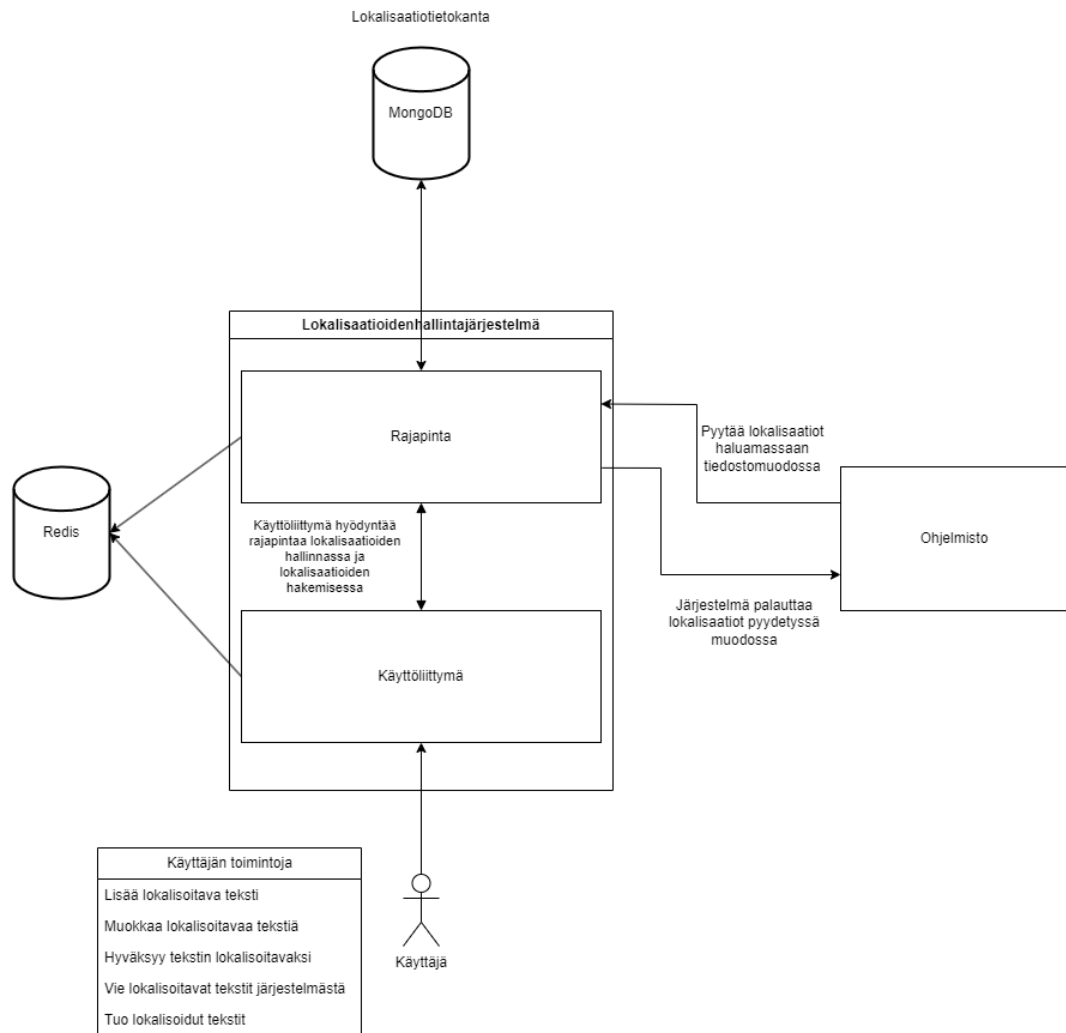 Lokalisaatiotietokanta
MongoDB
Lokalisaatioidenhallintajärjestelmä
Rajapinta
Pyytää lokalisaatiot
haluamassaan
tiedostomuodossa
Redis
Käyttöliittymä hyödyntää
rajapintaa lokalisaatioiden
hallinnassa ja
lokalisaatioiden
hakemisessa
Ohjelmisto
Järjestelmä palauttaa
lokalisaatiot pyydetyssä
muodossa
Käyttöliittymä
Käyttäjän toimintoja
Lisää lokalisoitava teksti
Muokkaa lokalisoitavaa tekstiä
Hyväksyy tekstin lokalisoitavaksi
Vie lokalisoitavat tekstit järjestelmästä
Tuo lokalisoidut tekstit
Käyttäjä